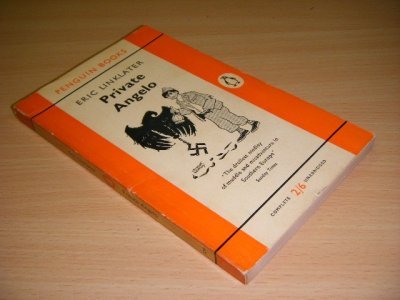 PENGUIN BOOKS
ERIC LINKLATER
Private
Angelo
"The drollest medley
of muddle and misadventure in
Southern Europe"
Sunday Times
COMPLETE 2/6 UNABRIDGED